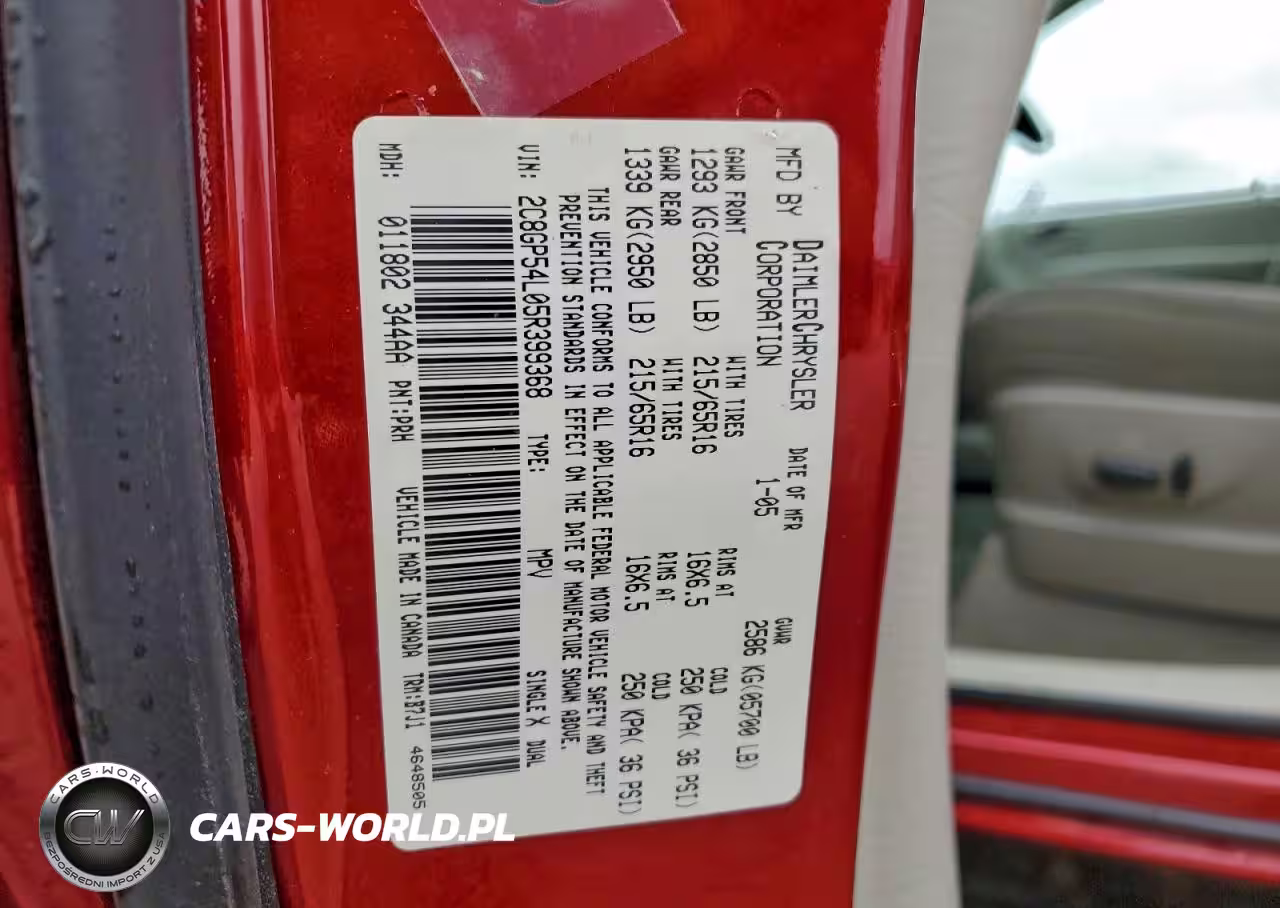 MFD BY DAIMLERCHRYSLER CORPORATION DATE OF MFR 1-05 GVWR 2586 KG(05700 LB)
GAWR FRONT WITH TIRES RIMS AT COLD
1293 KG(2850 LB) 215/65R16 16X6.5 250 KPA( 36 PSI)
GAWR REAR WITH TIRES RIMS AT COLD
1339 KG(2950 LB) 215/65R16 16X6.5 250 KPA( 36 PSI)
THIS VEHICLE CONFORMS TO ALL APPLICABLE FEDERAL MOTOR VEHICLE SAFETY AND THEFT
PREVENTION STANDARDS IN EFFECT ON THE DATE OF MANUFACTURE SHOWN ABOVE.
VIN: 2C8GP54L05R399368 TYPE: MPV SINGLE X DUAL
MDH: 011802 344AA PNT:PRH VEHICLE MADE IN CANADA TRM:B7J1 4648505
CARS-WORLD
CW
BEZPOŚREDNI IMPORT Z USA
CARS-WORLD.PL